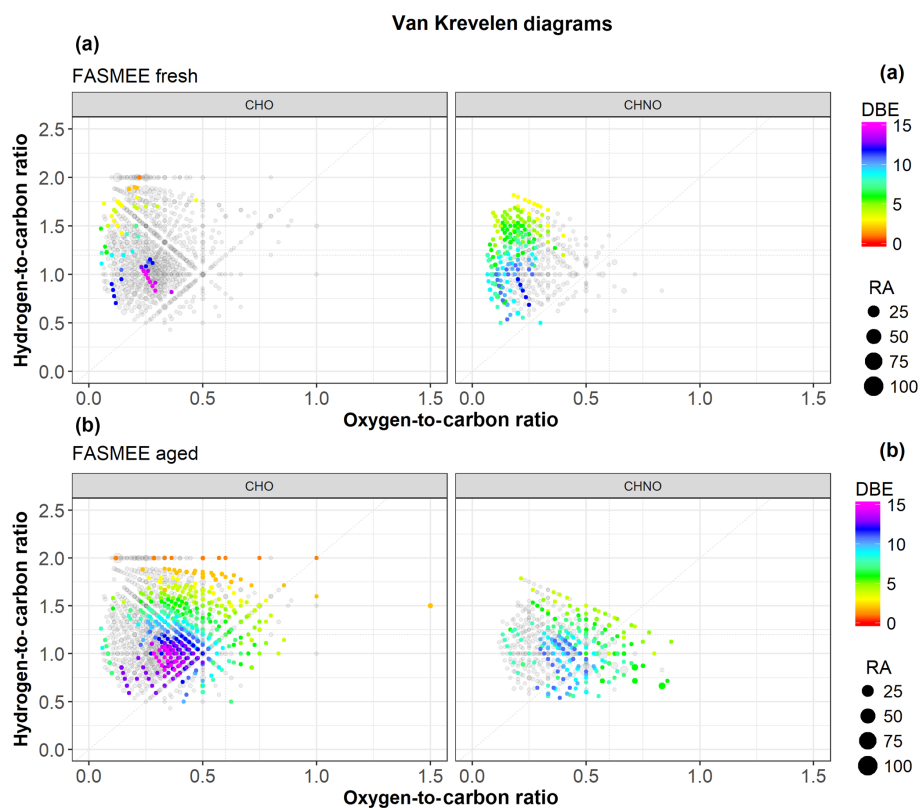 Van Krevelen diagrams
(a)
FASMEE fresh
CHO
CHNO
Hydrogen-to-carbon ratio
2.5
2.0
1.5
1.0
0.5
0.0
0.0 0.5 1.0 1.5
0.0 0.5 1.0 1.5
Oxygen-to-carbon ratio
(a)
DBE
15
10
5
0
RA
25
50
75
100
(b)
FASMEE aged
CHO
CHNO
Hydrogen-to-carbon ratio
2.5
2.0
1.5
1.0
0.5
0.0
0.0 0.5 1.0 1.5
0.0 0.5 1.0 1.5
Oxygen-to-carbon ratio
(b)
DBE
15
10
5
0
RA
25
50
75
100